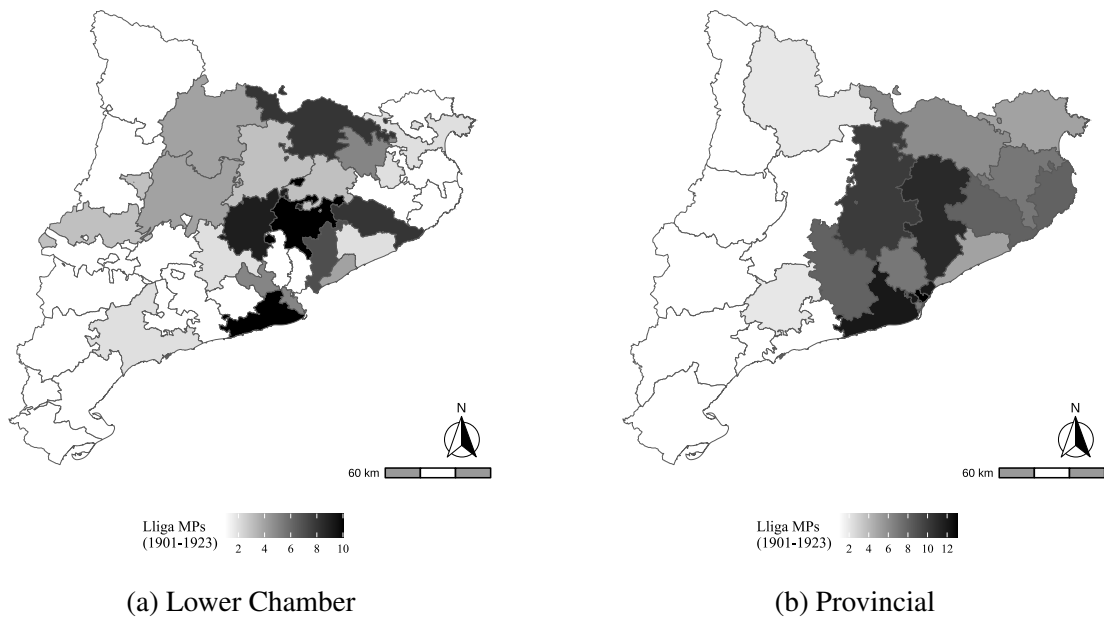 N
60 km
Lliga MPs
(1901-1923)
2 4 6 8 10
(a) Lower Chamber
N
60 km
Lliga MPs
(1901-1923)
2 4 6 8 10 12
(b) Provincial